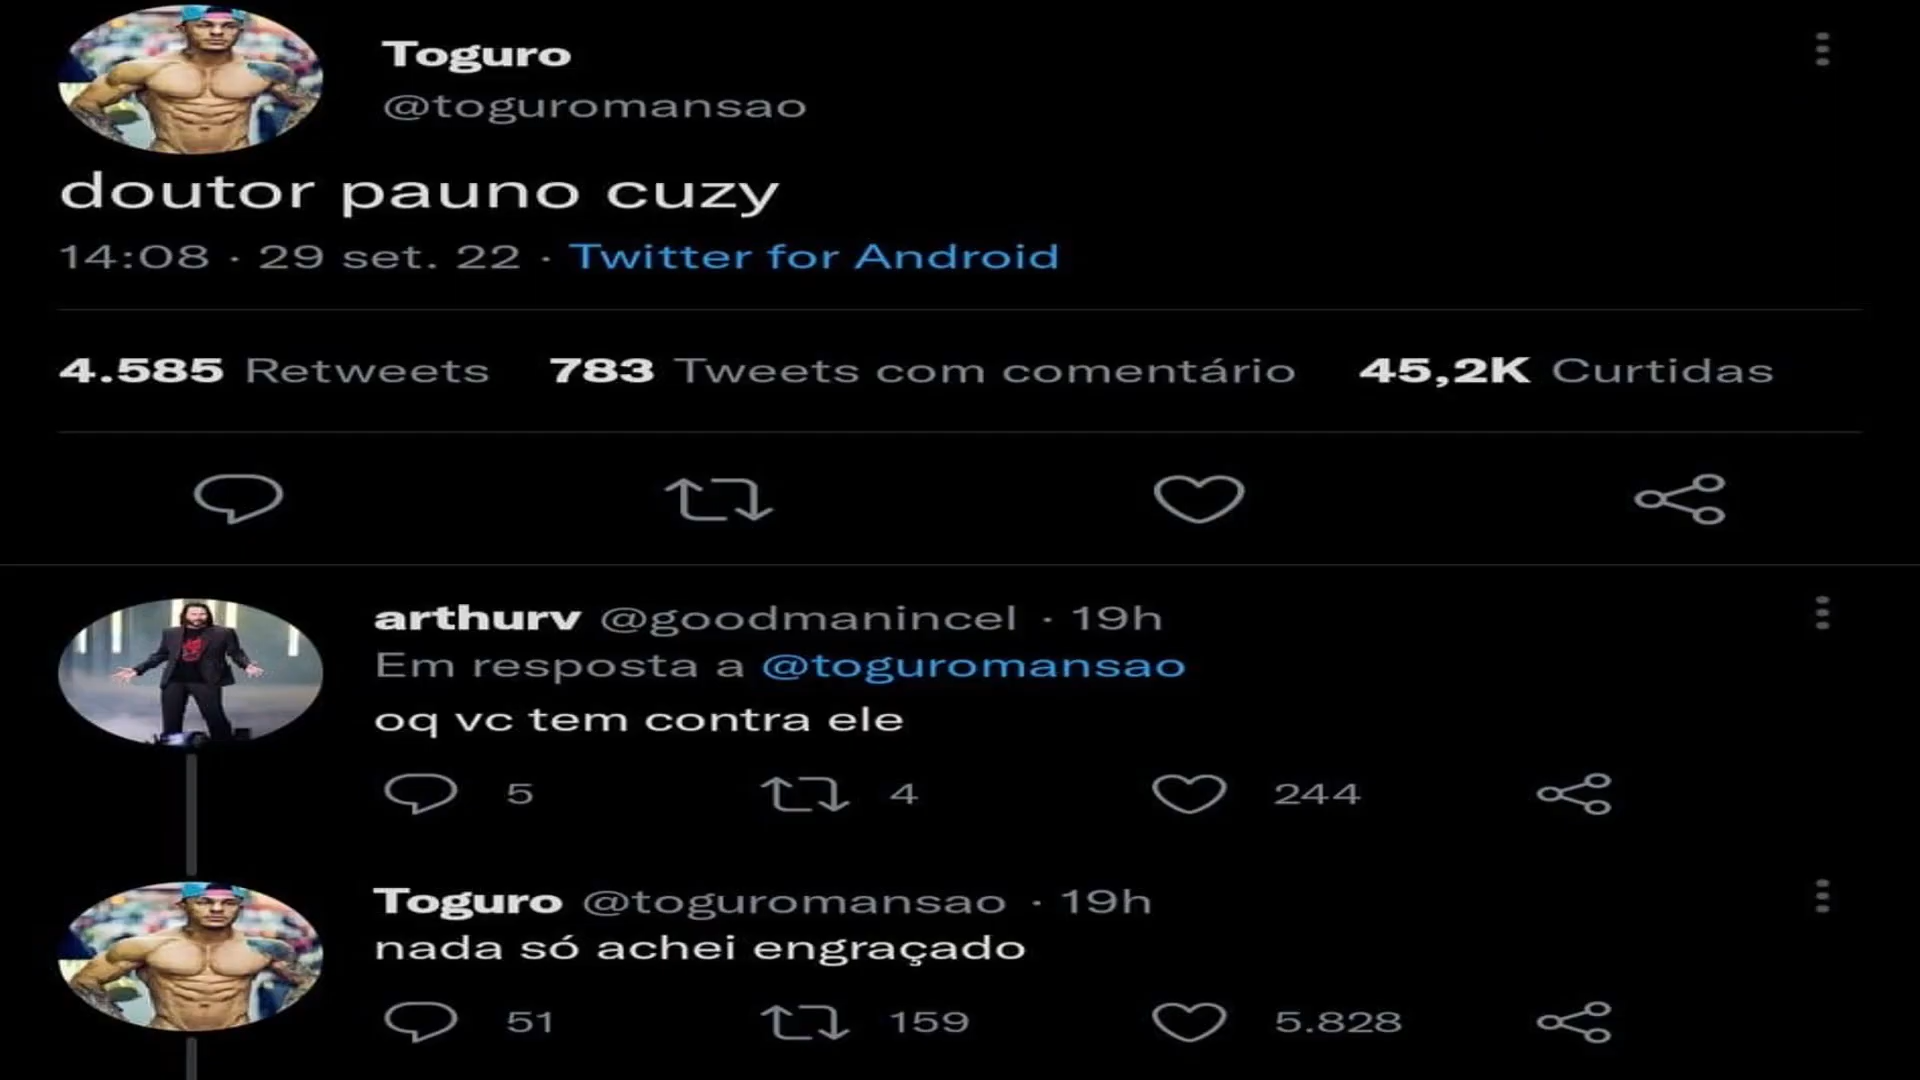 Toguro
@toguromansao
doutor pauno cuzy
14:08 · 29 set. 22 · Twitter for Android
4.585 Retweets 783 Tweets com comentário 45,2K Curtidas
arthurv @goodmanincel · 19h
Em resposta a @toguromansao
oq vc tem contra ele
5 4 244
Toguro @toguromansao · 19h
nada só achei engraçado
51 159 5.828